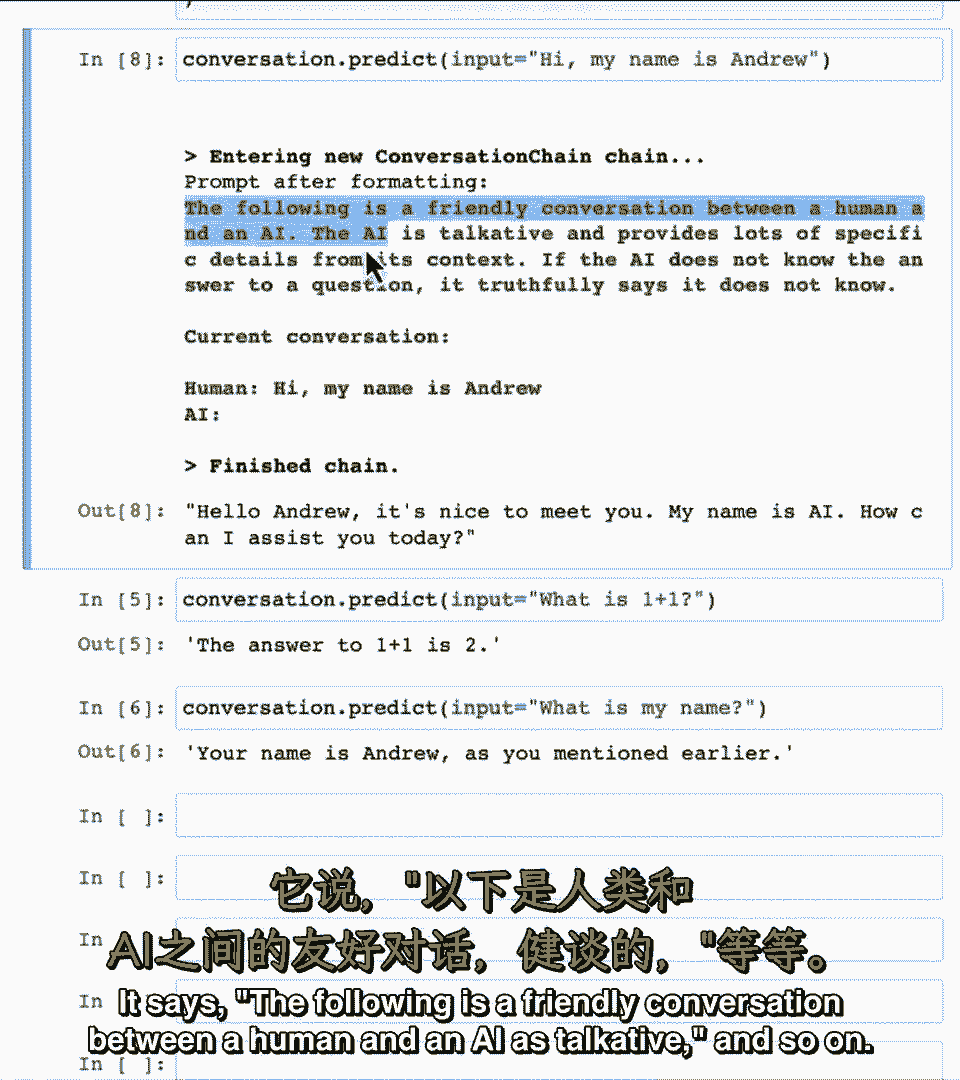 In [8]: conversation.predict(input="Hi, my name is Andrew")
> Entering new ConversationChain chain...
Prompt after formatting:
The following is a friendly conversation between a human a
nd an AI. The AI is talkative and provides lots of specifi
c details from its context. If the AI does not know the an
swer to a question, it truthfully says it does not know.
Current conversation:
Human: Hi, my name is Andrew
AI:
> Finished chain.
Out[8]: "Hello Andrew, it's nice to meet you. My name is AI. How c
an I assist you today?"
In [5]: conversation.predict(input="What is 1+1?")
Out[5]: 'The answer to 1+1 is 2.'
In [6]: conversation.predict(input="What is my name?")
Out[6]: 'Your name is Andrew, as you mentioned earlier.'
In [ ]:
In [ ]:
它说，"以下是人类和
In
AI之间的友好对话，健谈的，"等等。
In
It says, "The following is a friendly conversation
between a human and an AI as talkative," and so on.
In [ ]: